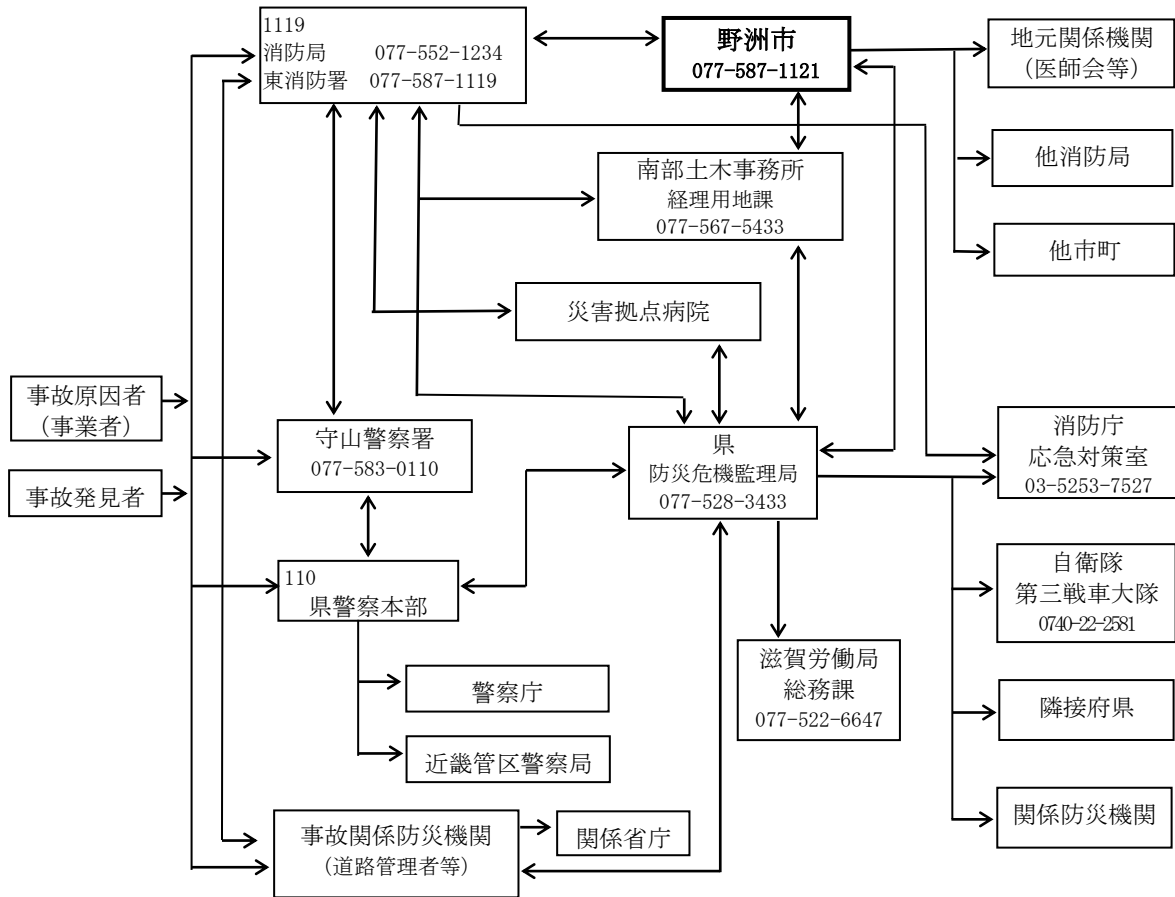 1119
消防局 077-552-1234
東消防署 077-587-1119
野洲市
077-587-1121
地元関係機関
(医師会等)
他消防局
他市町
南部土木事務所
経理用地課
077-567-5433
災害拠点病院
事故原因者
(事業者)
事故発見者
守山警察署
077-583-0110
県
防災危機監理局
077-528-3433
消防庁
応急対策室
03-5253-7527
110
県警察本部
自衛隊
第三戦車大隊
0740-22-2581
滋賀労働局
総務課
077-522-6647
警察庁
近畿管区警察局
隣接府県
関係防災機関
事故関係防災機関
(道路管理者等)
関係省庁